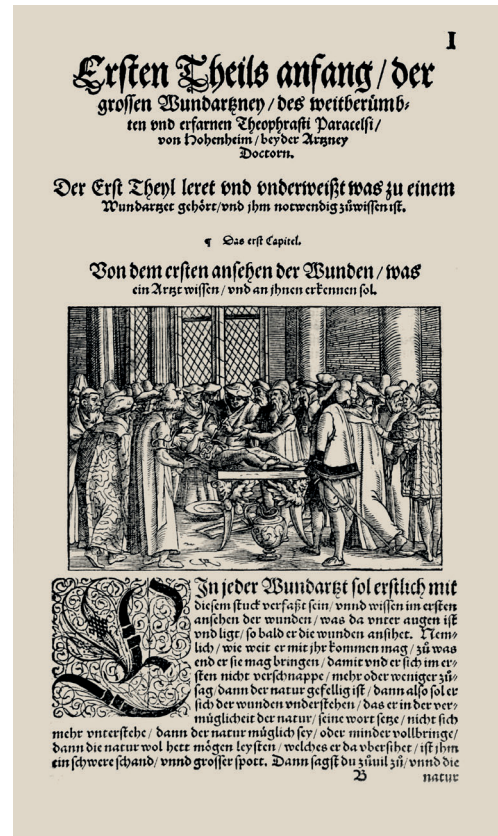 I
Ersten Theils anfang / der
grossen Wundartzney / des weitberůmb-
ten vnd erfarnen Theophrasti Paracelsi /
von Hohenheim / beyder Artzney
Doctorn.
Der Erst Theyl leret vnd vnderweißt was zu einem
Wundartzet gehört / vnd jhm notwendig zůwissen ist.
¶ Das erst Capitel.
Von dem ersten ansehen der Wunden / was
ein Artzt wissen / vnd an jhnen erkennen sol.
EIn jeder Wundartzt sol erstlich mit
diesem stuck verfaßt sein / vnnd wissen im ersten
ansehen der wunden / was da vnter augen ist
vnd ligt / so bald er die wunden ansihet. Nem-
lich / wie weit er mit jhr kommen mag / zů was
end er sie mag bringen / damit vnd er sich im er-
sten nicht verschnappe / mehr oder weniger zů-
sag / dann der natur gefellig ist / dann also sol er
sich der wunden vnderstehen / das er in der ver-
müglicheit der natur / seine wort setze / nicht sich
mehr vnterstehe / dann der natur müglich sey / oder minder vollbringe /
dann die natur wol hett mögen leysten / welches er da vbersihet / ist jhm
ein schwere schand / vnnd grosser spott. Dann sagst du zůuil zů / vnnd die
B natur